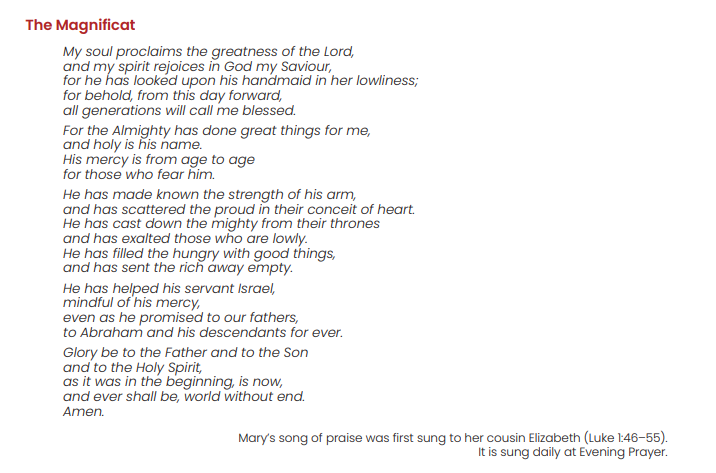 The Magnificat
My soul proclaims the greatness of the Lord,
and my spirit rejoices in God my Saviour,
for he has looked upon his handmaid in her lowliness;
for behold, from this day forward,
all generations will call me blessed.
For the Almighty has done great things for me,
and holy is his name.
His mercy is from age to age
for those who fear him.
He has made known the strength of his arm,
and has scattered the proud in their conceit of heart.
He has cast down the mighty from their thrones
and has exalted those who are lowly.
He has filled the hungry with good things,
and has sent the rich away empty.
He has helped his servant Israel,
mindful of his mercy,
even as he promised to our fathers,
to Abraham and his descendants for ever.
Glory be to the Father and to the Son
and to the Holy Spirit,
as it was in the beginning, is now,
and ever shall be, world without end.
Amen.
Mary’s song of praise was first sung to her cousin Elizabeth (Luke 1:46–55).
It is sung daily at Evening Prayer.